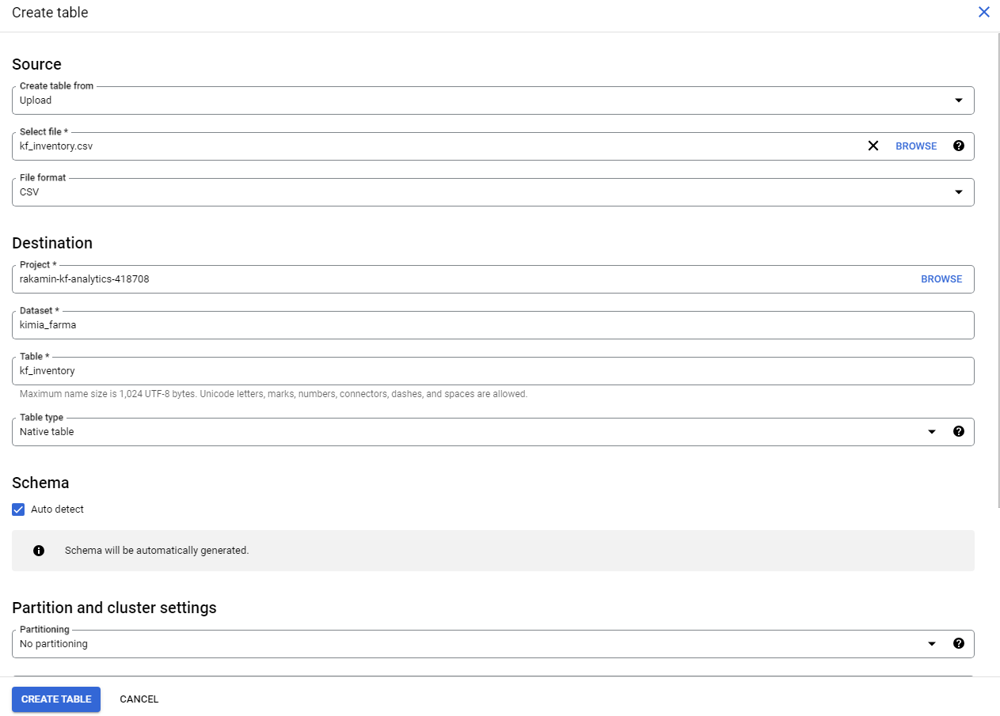 Create table
Source
Create table from
Upload
Select file *
kf_inventory.csv
BROWSE
File format
CSV
Destination
Project *
rakamin-kf-analytics-418708
BROWSE
Dataset *
kimia_farma
Table *
kf_inventory
Maximum name size is 1,024 UTF-8 bytes. Unicode letters, marks, numbers, connectors, dashes, and spaces are allowed.
Table type
Native table
Schema
Auto detect
Schema will be automatically generated.
Partition and cluster settings
Partitioning
No partitioning
CREATE TABLE
CANCEL